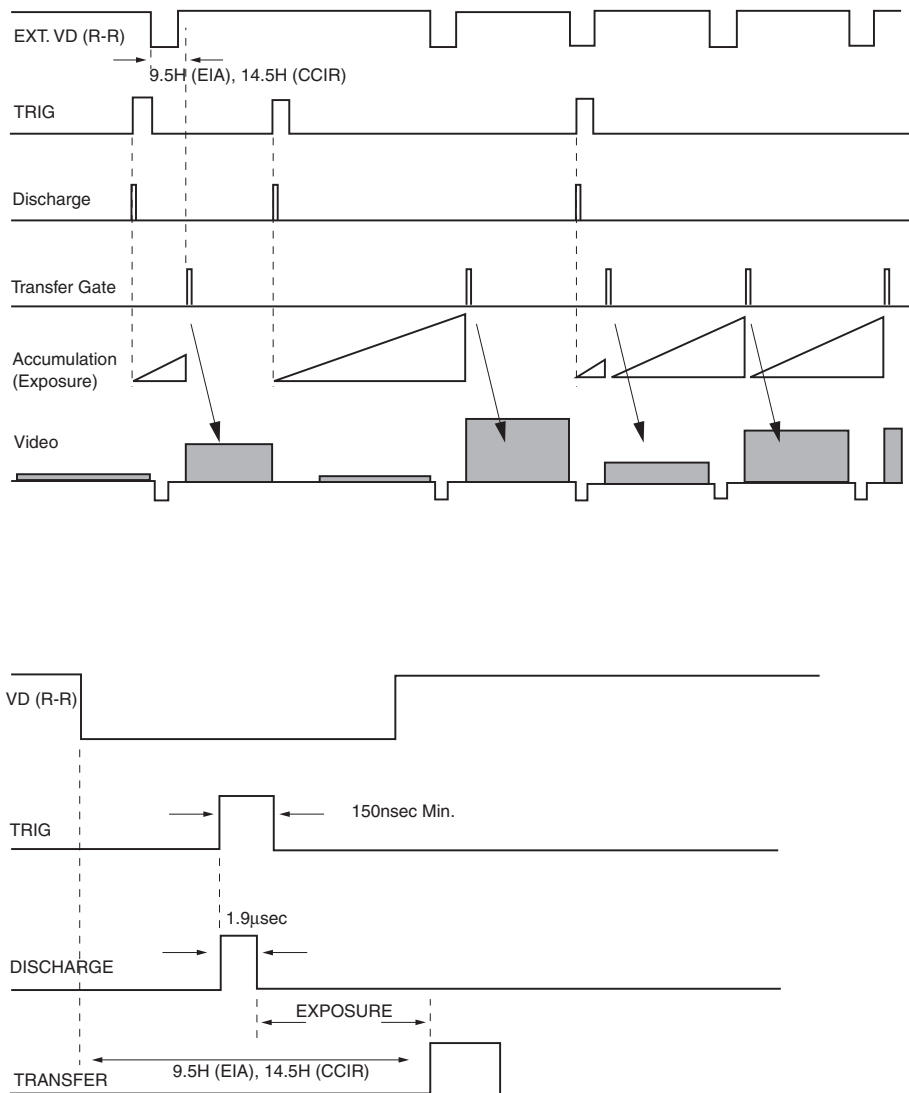 EXT. VD (R-R)
9.5H (EIA), 14.5H (CCIR)
TRIG
Discharge
Transfer Gate
Accumulation
(Exposure)
Video
VD (R-R)
150nsec Min.
TRIG
1.9µsec
DISCHARGE
EXPOSURE
9.5H (EIA), 14.5H (CCIR)
TRANSFER